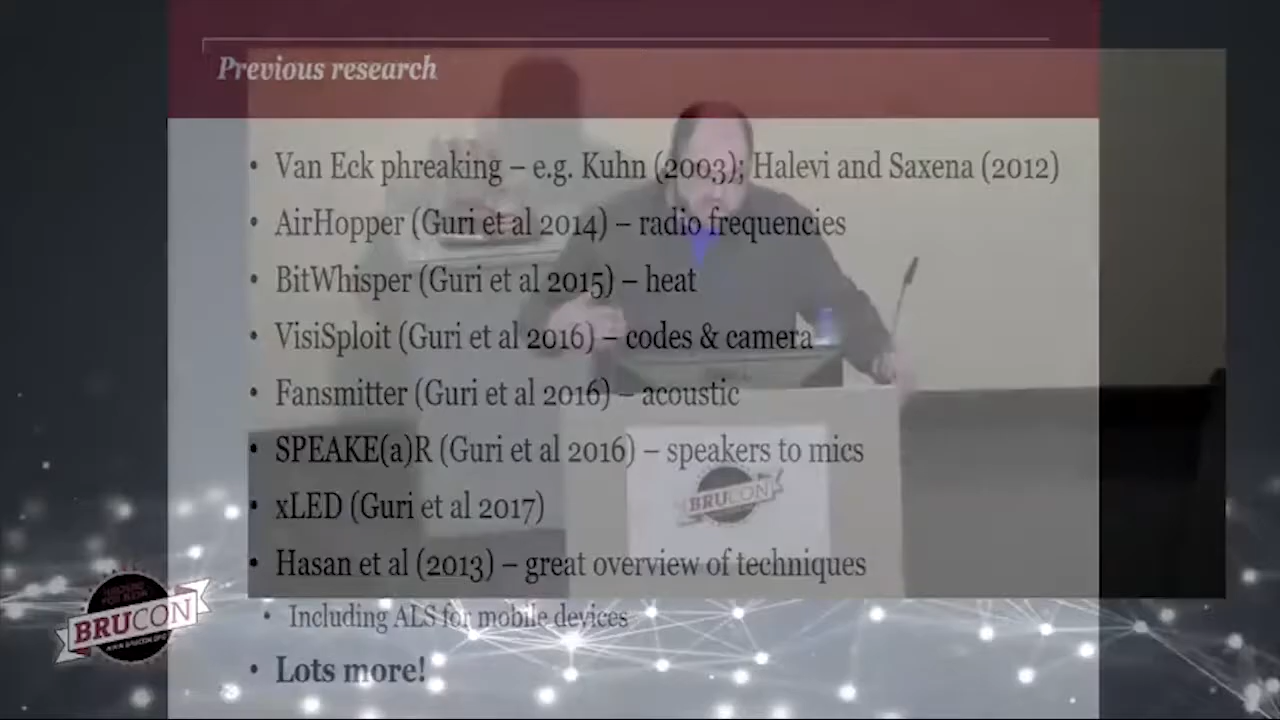 Previous research
• Van Eck phreaking – e.g. Kuhn (2003); Halevi and Saxena (2012)
• AirHopper (Guri et al 2014) – radio frequencies
• BitWhisper (Guri et al 2015) – heat
• VisiSploit (Guri et al 2016) – codes & camera
• Fansmitter (Guri et al 2016) – acoustic
• SPEAKE(a)R (Guri et al 2016) – speakers to mics
BRUCON
• xLED (Guri et al 2017)
• Hasan et al (2013) – great overview of techniques
• Including ALS for mobile devices
BRUCON
• Lots more!